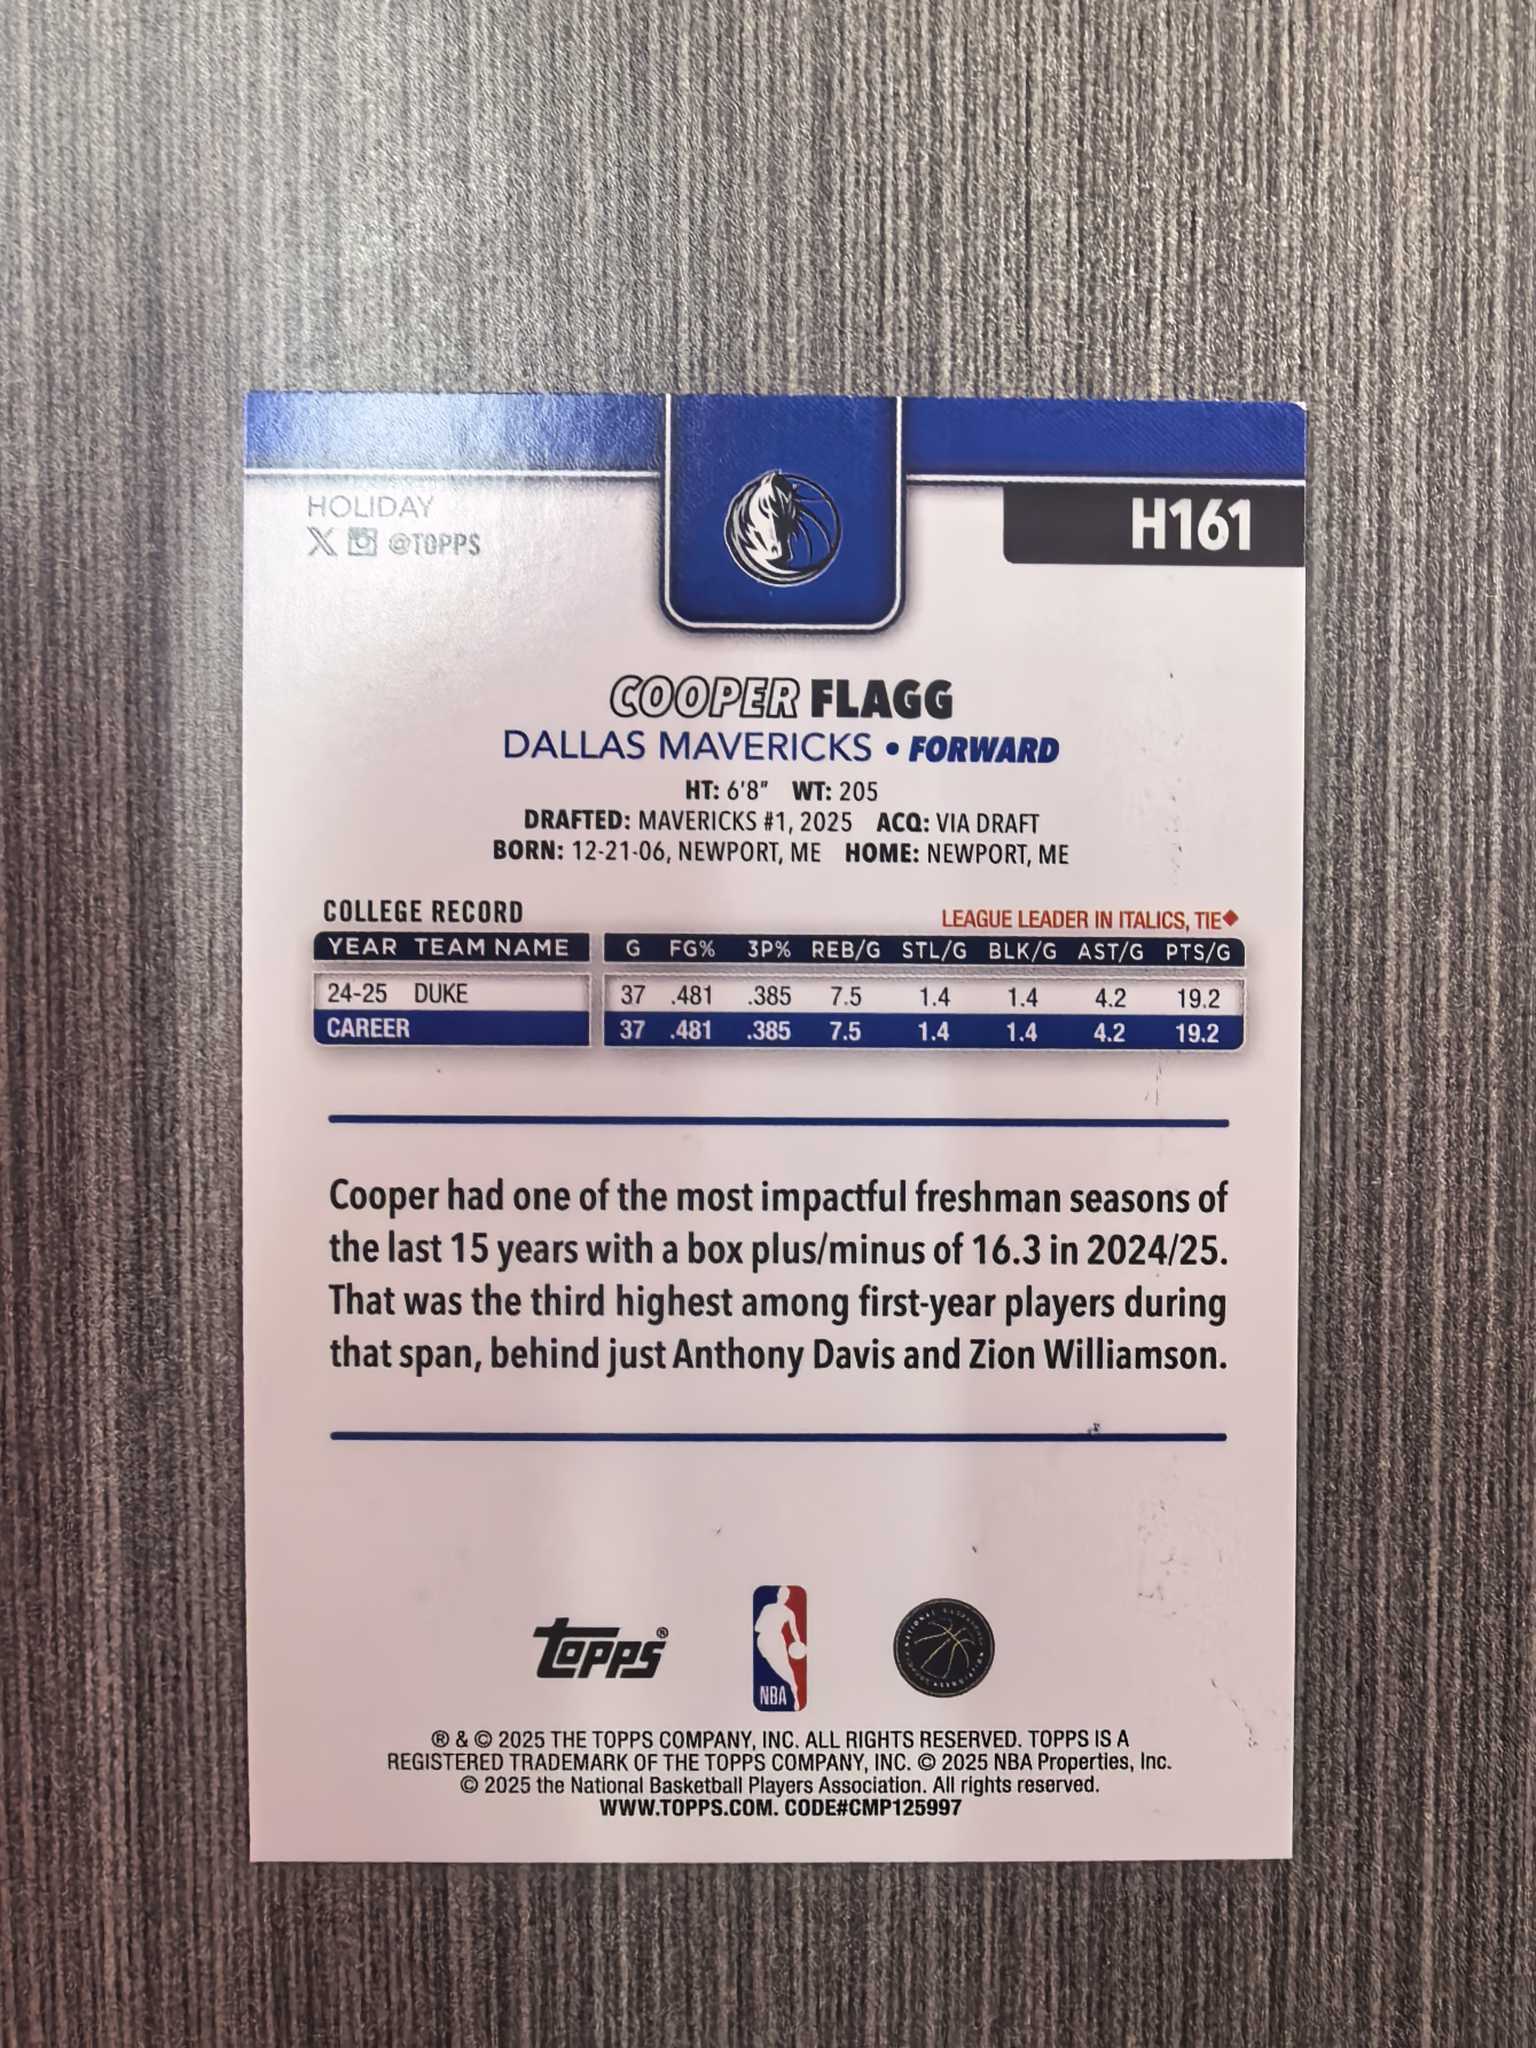 HOLIDAY
@TOPPS
H161
COOPER FLAGG
DALLAS MAVERICKS • FORWARD
HT: 6'8" WT: 205
DRAFTED: MAVERICKS #1, 2025 ACQ: VIA DRAFT
BORN: 12-21-06, NEWPORT, ME HOME: NEWPORT, ME
COLLEGE RECORD
LEAGUE LEADER IN ITALICS, TIE◆
YEAR TEAM NAME G FG% 3P% REB/G STL/G BLK/G AST/G PTS/G
24-25 DUKE 37 .481 .385 7.5 1.4 1.4 4.2 19.2
CAREER 37 .481 .385 7.5 1.4 1.4 4.2 19.2
Cooper had one of the most impactful freshman seasons of
the last 15 years with a box plus/minus of 16.3 in 2024/25.
That was the third highest among first-year players during
that span, behind just Anthony Davis and Zion Williamson.
Topps®
NBA
® & © 2025 THE TOPPS COMPANY, INC. ALL RIGHTS RESERVED. TOPPS IS A
REGISTERED TRADEMARK OF THE TOPPS COMPANY, INC. © 2025 NBA Properties, Inc.
© 2025 the National Basketball Players Association. All rights reserved.
WWW.TOPPS.COM. CODE#CMP125997